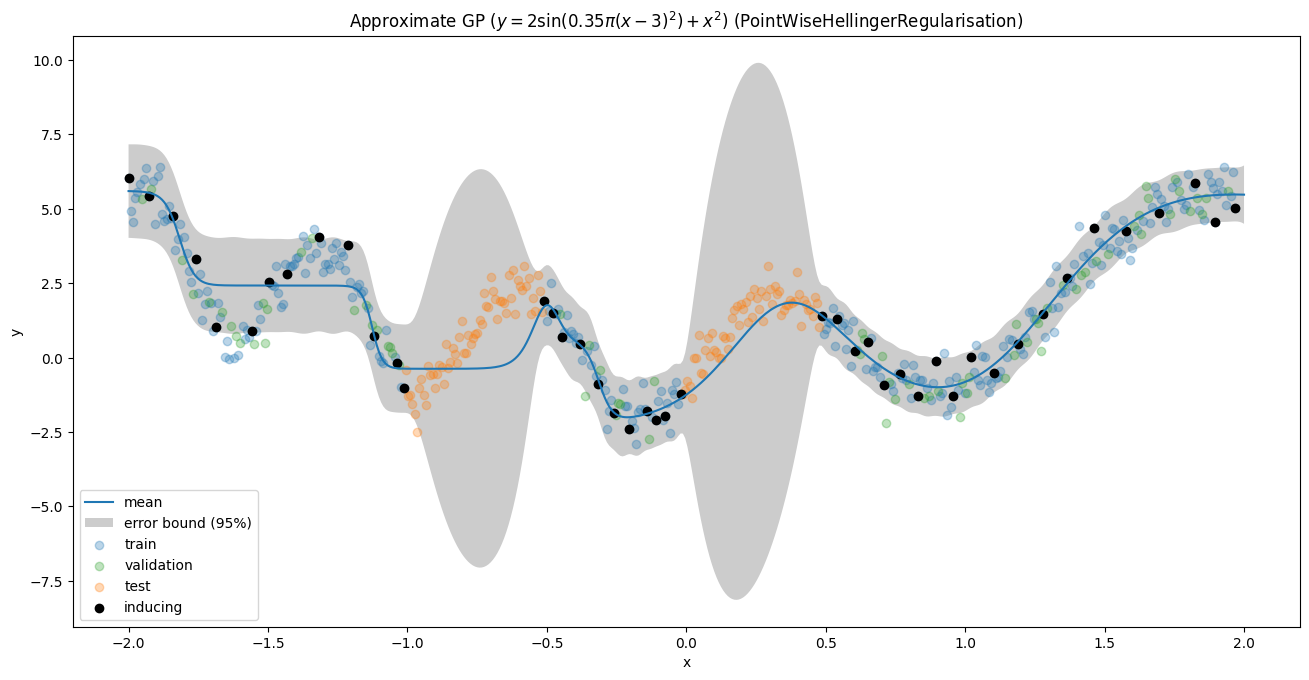 Approximate GP (y = 2sin(0.35π(x − 3)²) + x²) (PointWiseHellingerRegularisation)
10.0
7.5
5.0
2.5
0.0
−2.5
−5.0
−7.5
y
mean
error bound (95%)
train
validation
test
inducing
−2.0 −1.5 −1.0 −0.5 0.0 0.5 1.0 1.5 2.0
x